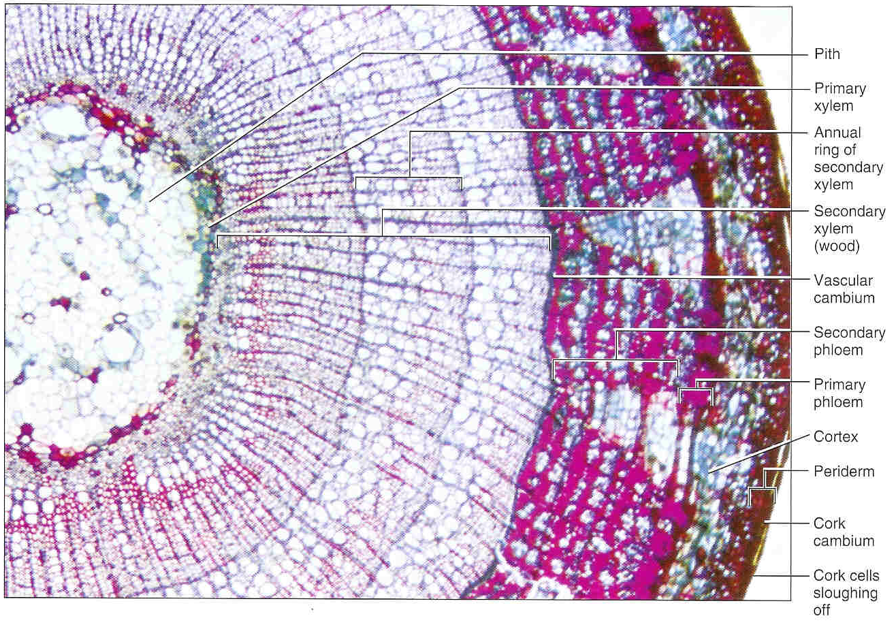 Pith
Primary
xylem
Annual
ring of
secondary
xylem
Secondary
xylem
(wood)
Vascular
cambium
Secondary
phloem
Primary
phloem
Cortex
Periderm
Cork
cambium
Cork cells
sloughing
off